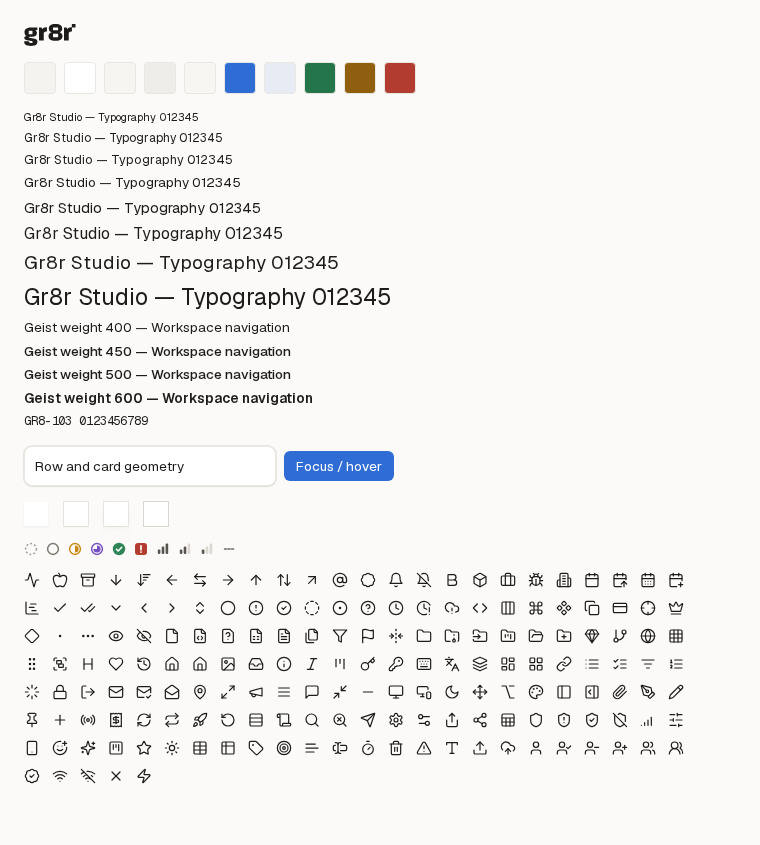 gr8r
Gr8r Studio — Typography 012345
Gr8r Studio — Typography 012345
Gr8r Studio — Typography 012345
Gr8r Studio — Typography 012345
Gr8r Studio — Typography 012345
Gr8r Studio — Typography 012345
Gr8r Studio — Typography 012345
Gr8r Studio — Typography 012345
Geist weight 400 — Workspace navigation
Geist weight 450 — Workspace navigation
Geist weight 500 — Workspace navigation
Geist weight 600 — Workspace navigation
GR8-103 0123456789
Row and card geometry
Focus / hover